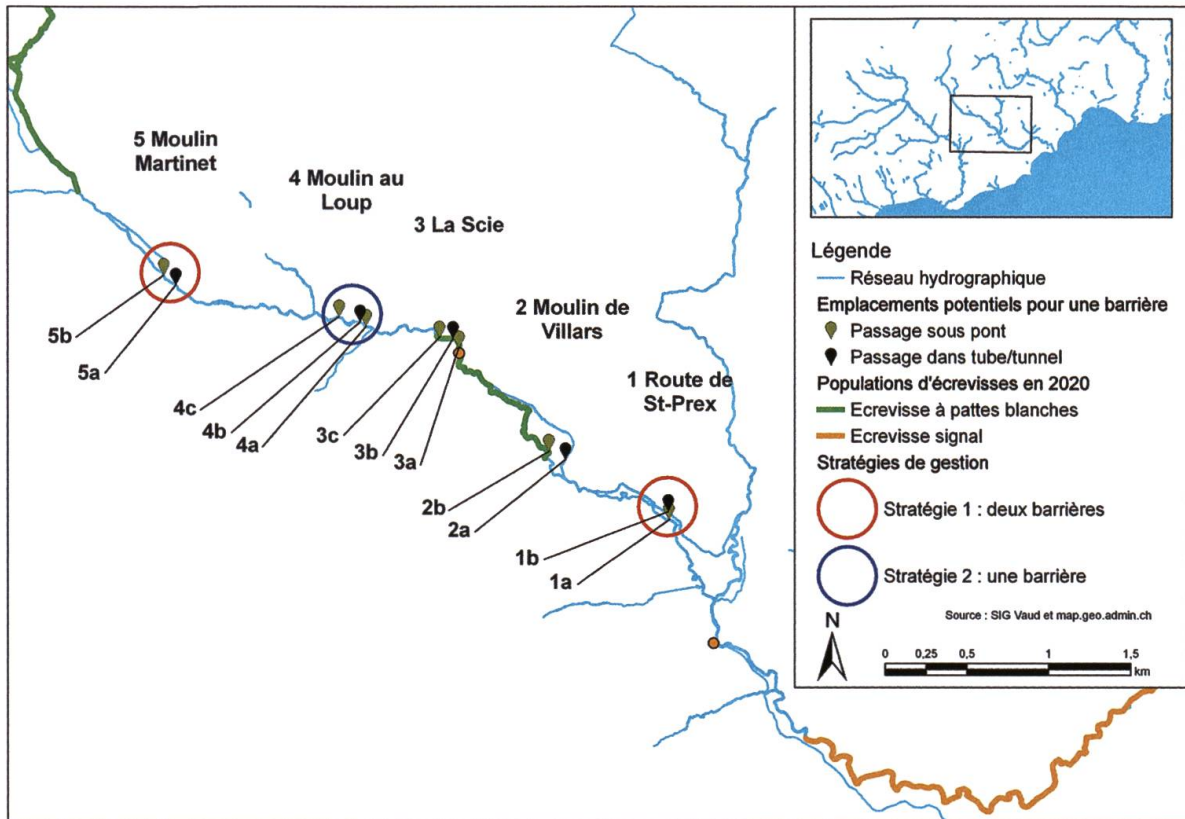 5 Moulin
Martinet
4 Moulin au
Loup
3 La Scie
2 Moulin de
Villars
1 Route de
St-Prex
5b
5a
4c
4b
4a
3c
3b
3a
2b
2a
1b
1a
Légende
Réseau hydrographique
Emplacements potentiels pour une barrière
Passage sous pont
Passage dans tube/tunnel
Populations d'écrevisses en 2020
Ecrevisse à pattes blanches
Ecrevisse signal
Stratégies de gestion
Stratégie 1 : deux barrières
Stratégie 2 : une barrière
Source : SIG Vaud et map.geo.admin.ch
N
0 0,25 0,5 1 1,5
km